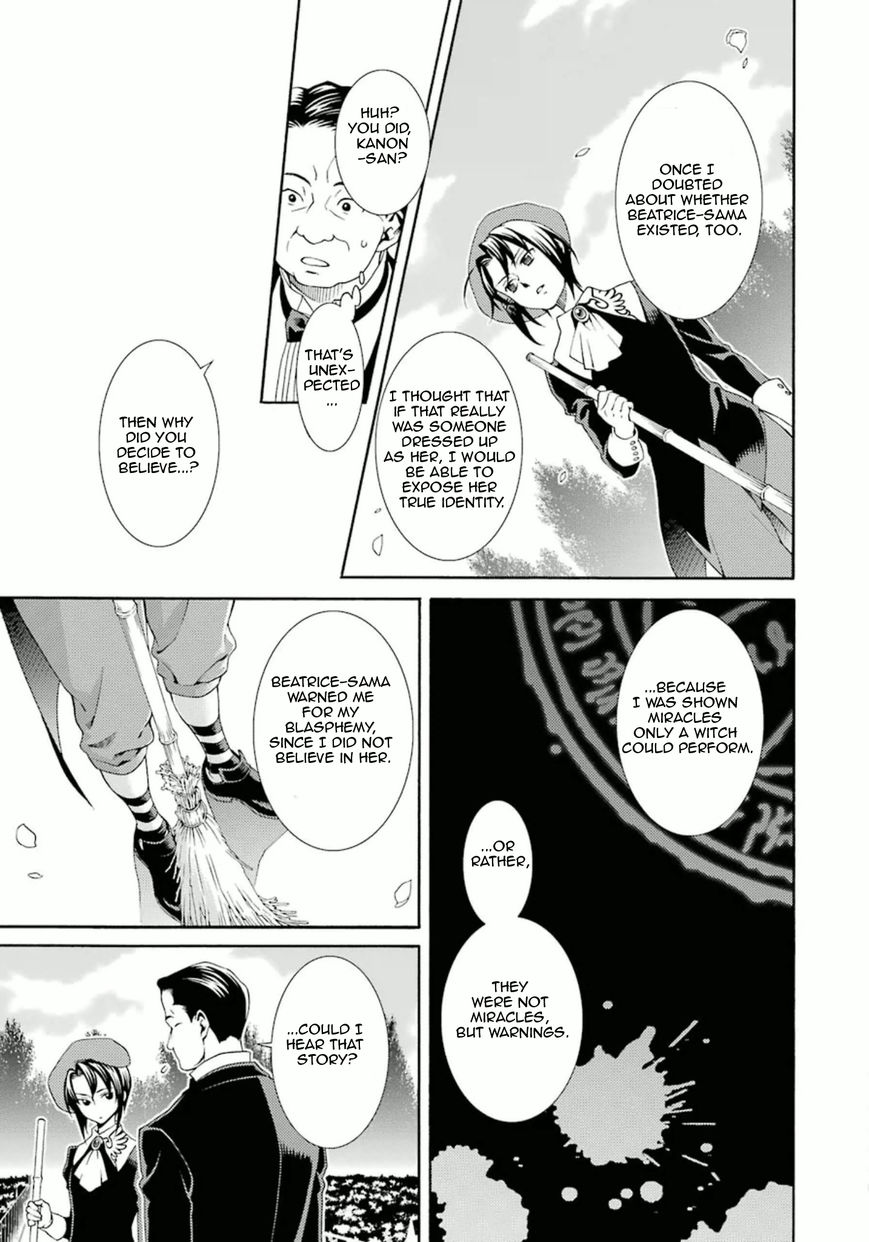 ONCE I
DOUBTED
ABOUT WHETHER
BEATRICE-SAMA
EXISTED, TOO.
I THOUGHT THAT
IF THAT REALLY
WAS SOMEONE
DRESSED UP
AS HER, I WOULD
BE ABLE TO
EXPOSE HER
TRUE IDENTITY.
HUH?
YOU DID,
KANON
-SAN?
THAT'S
UNEX-
PECTED
...
THEN WHY
DID YOU
DECIDE TO
BELIEVE...?
...BECAUSE
I WAS SHOWN
MIRACLES
ONLY A WITCH
COULD PERFORM.
...OR
RATHER,
THEY
WERE NOT
MIRACLES,
BUT WARNINGS.
BEATRICE-SAMA
WARNED ME
FOR MY
BLASPHEMY,
SINCE I DID NOT
BELIEVE IN HER.
...COULD I
HEAR THAT
STORY?